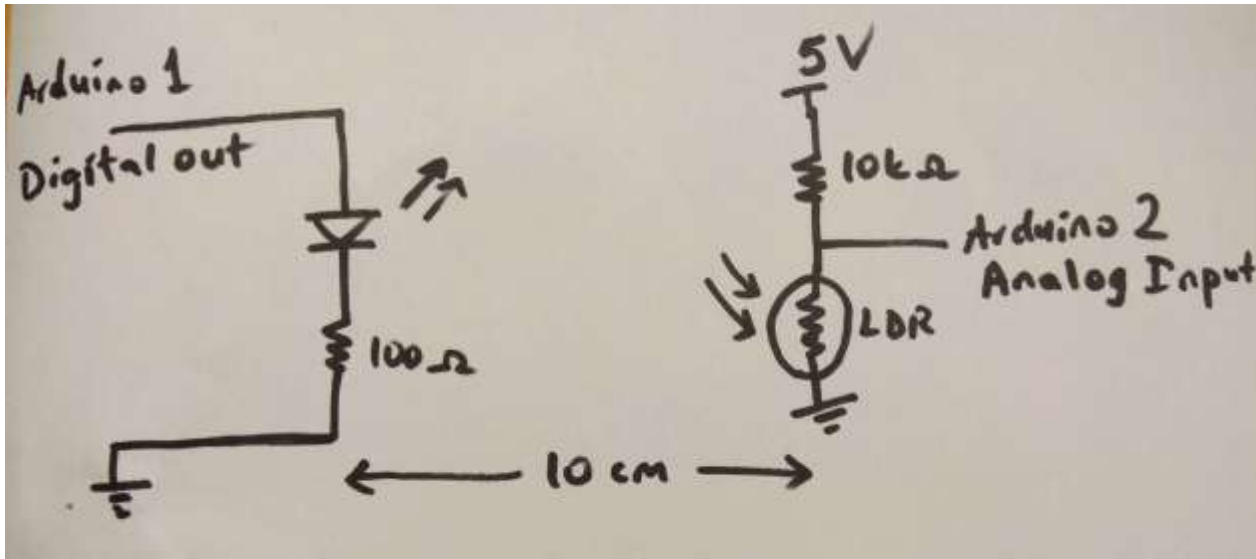 Arduino 1
Digital out
100Ω
5V
10kΩ
Arduino 2
Analog Input
LDR
10 cm